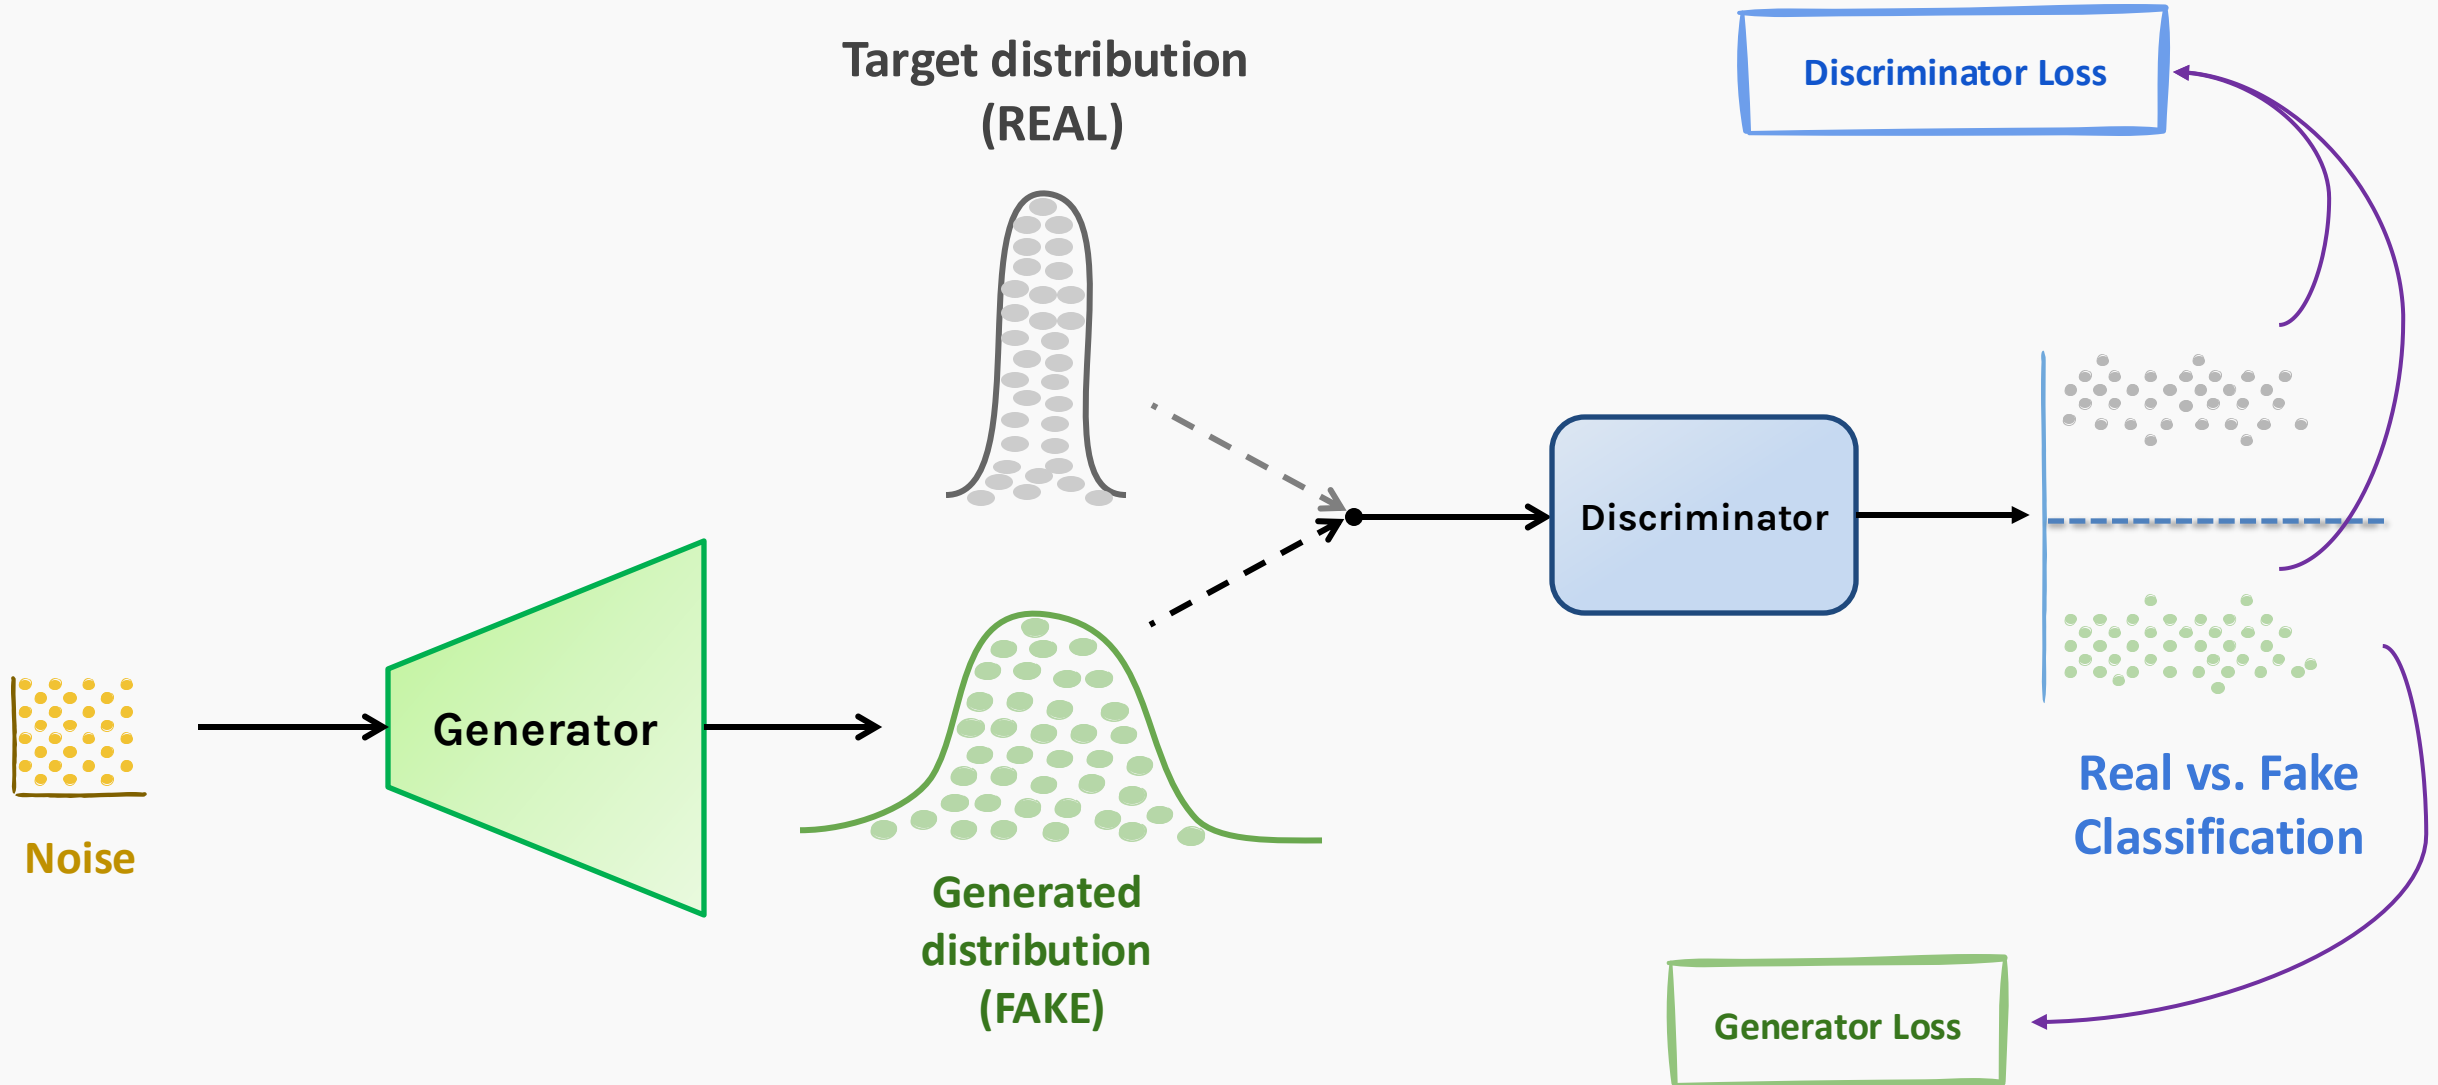 Target distribution
(REAL)
Discriminator Loss
Discriminator
Generator
Noise
Generated
distribution
(FAKE)
Real vs. Fake
Classification
Generator Loss